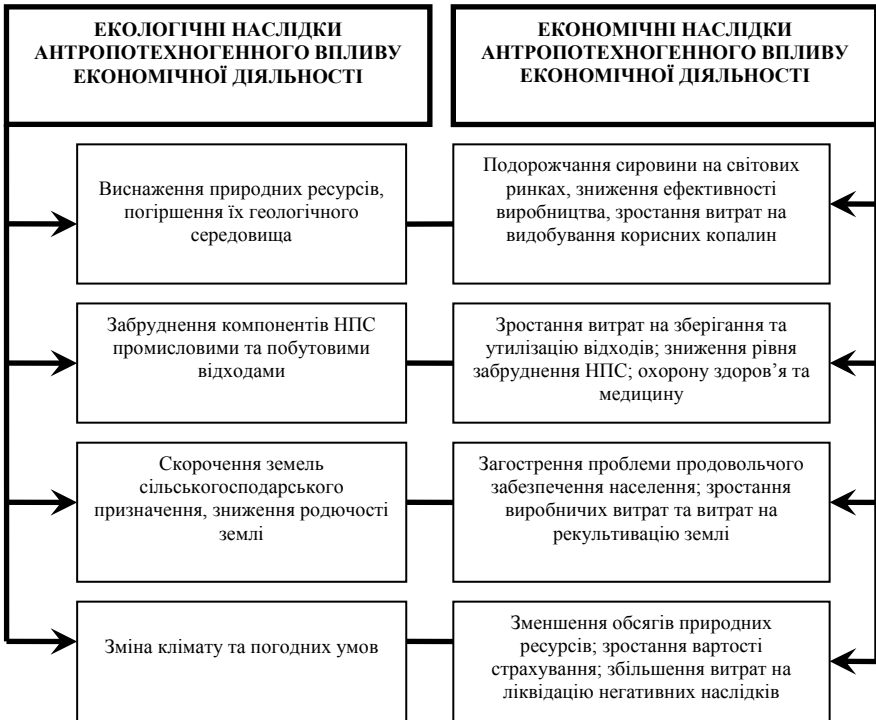 ЕКОЛОГІЧНІ НАСЛІДКИ
АНТРОПОТЕХНОГЕННОГО ВПЛИВУ
ЕКОНОМІЧНОЇ ДІЯЛЬНОСТІ
ЕКОНОМІЧНІ НАСЛІДКИ
АНТРОПОТЕХНОГЕННОГО ВПЛИВУ
ЕКОНОМІЧНОЇ ДІЯЛЬНОСТІ
Виснаження природних ресурсів,
погіршення їх геологічного
середовища
Подорожчання сировини на світових
ринках, зниження ефективності
виробництва, зростання витрат на
видобування корисних копалин
Забруднення компонентів НПС
промисловими та побутовими
відходами
Зростання витрат на зберігання та
утилізацію відходів; зниження рівня
забруднення НПС; охорону здоров’я та
медицину
Скорочення земель
сільськогосподарського
призначення, зниження родючості
землі
Загострення проблеми продовольчого
забезпечення населення; зростання
виробничих витрат та витрат на
рекультивацію землі
Зміна клімату та погодних умов
Зменшення обсягів природних
ресурсів; зростання вартості
страхування; збільшення витрат на
ліквідацію негативних наслідків